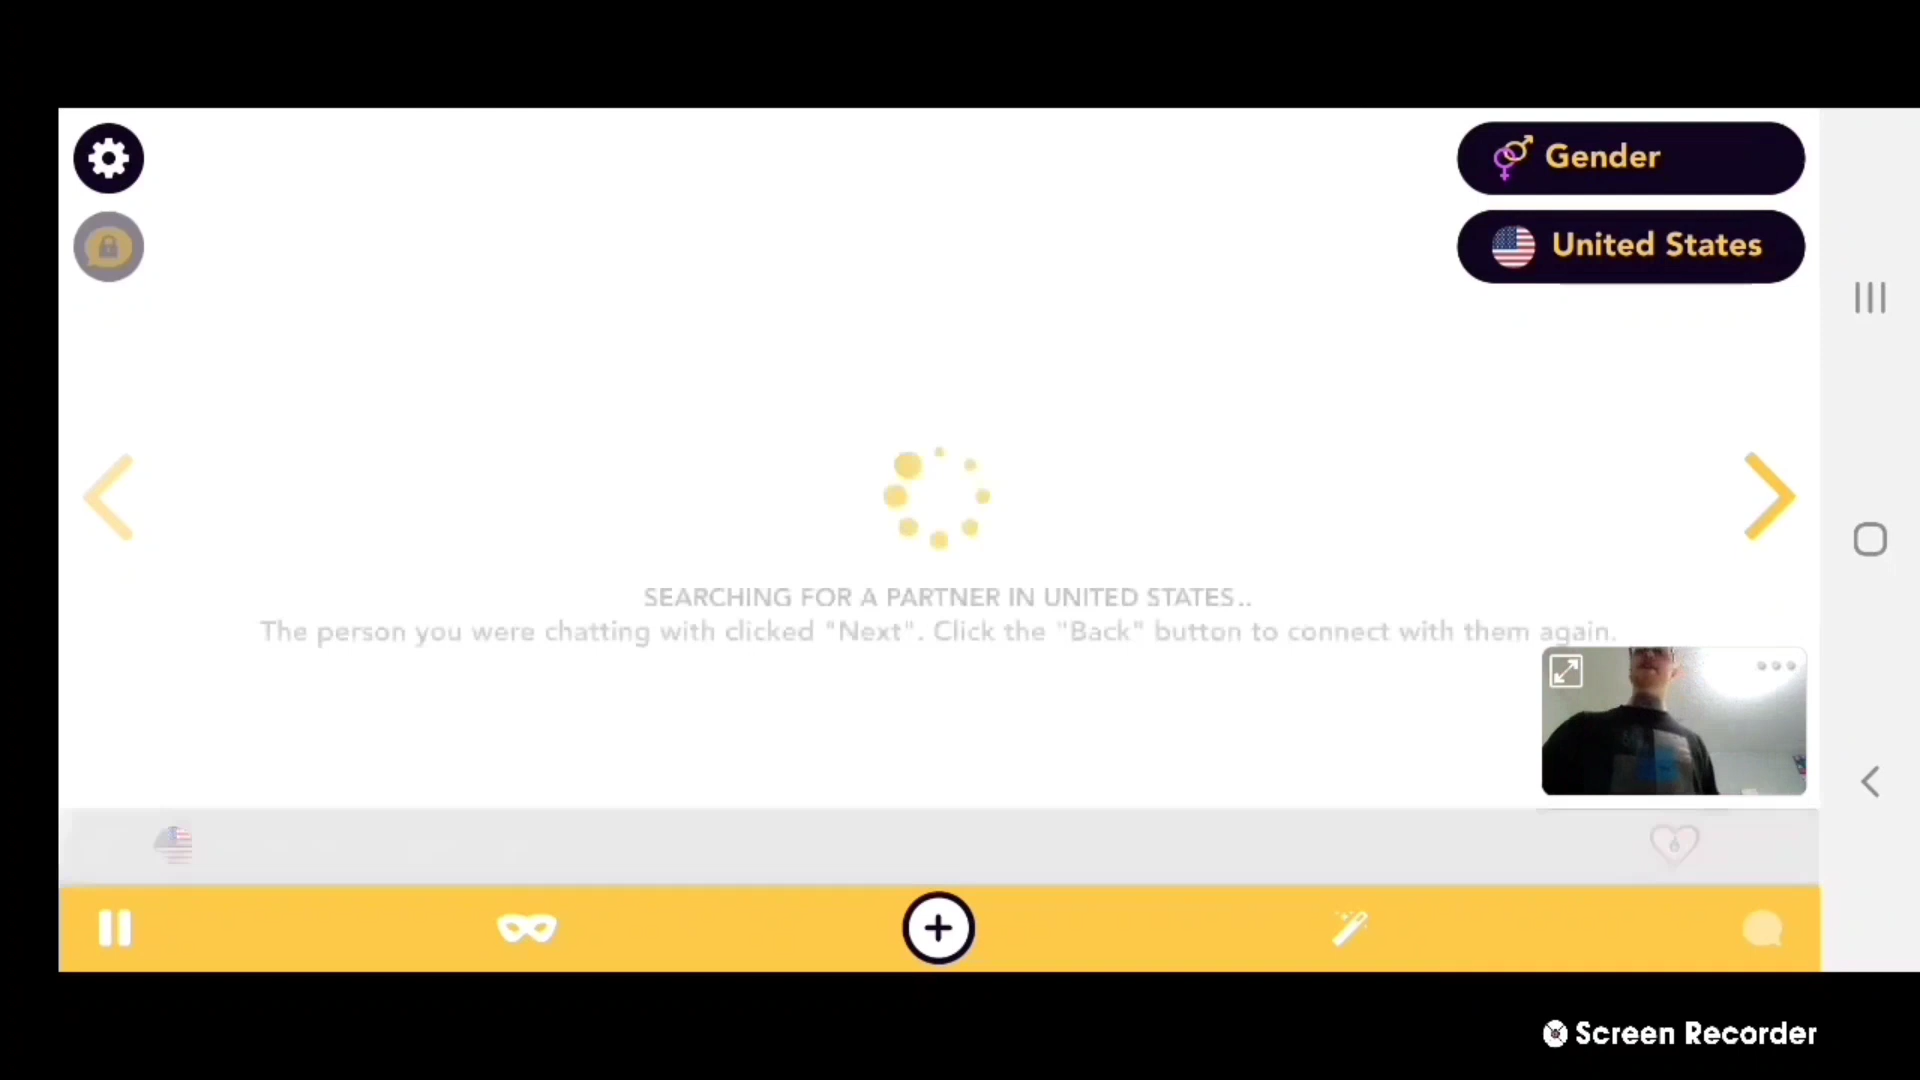 Gender
United States
SEARCHING FOR A PARTNER IN UNITED STATES..
The person you were chatting with clicked "Next". Click the "Back" button to connect with them again.
6
Screen Recorder